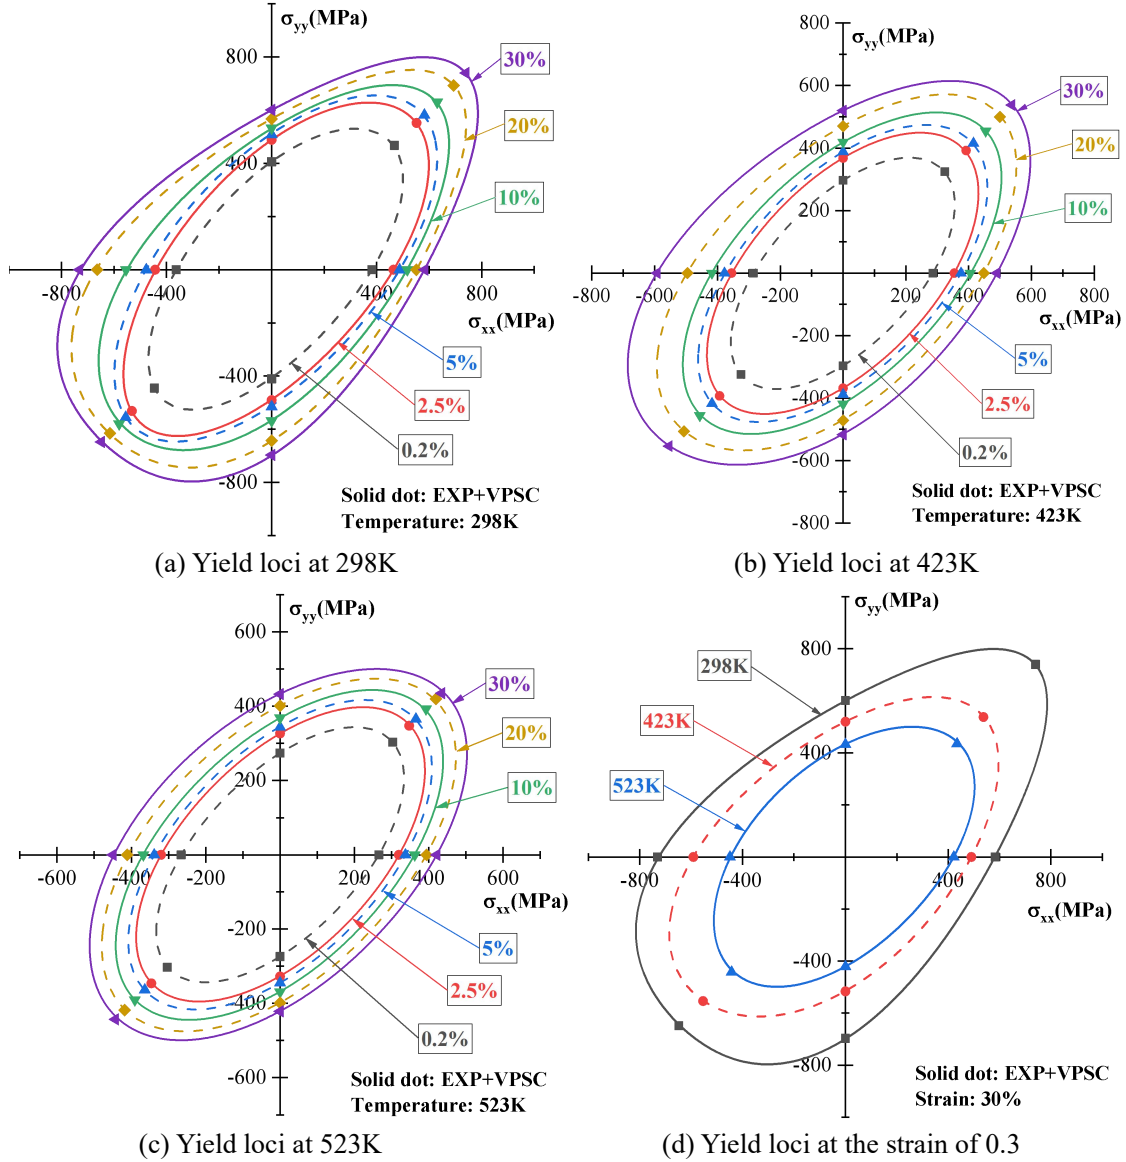 σyy(MPa)
800
400
-400
-800
-800
-400
400
800
σxx(MPa)
30%
20%
10%
5%
2.5%
0.2%
Solid dot: EXP+VPSC
Temperature: 298K
(a) Yield loci at 298K
σyy(MPa)
800
600
400
200
-200
-400
-600
-800
-800
-600
-400
-200
200
400
600
800
σxx(MPa)
30%
20%
10%
5%
2.5%
0.2%
Solid dot: EXP+VPSC
Temperature: 423K
(b) Yield loci at 423K
σyy(MPa)
600
400
200
-200
-400
-600
-600
-400
-200
200
400
600
σxx(MPa)
30%
20%
10%
5%
2.5%
0.2%
Solid dot: EXP+VPSC
Temperature: 523K
(c) Yield loci at 523K
σyy(MPa)
800
400
-400
-800
-800
-400
400
800
σxx(MPa)
298K
423K
523K
Solid dot: EXP+VPSC
Strain: 30%
(d) Yield loci at the strain of 0.3